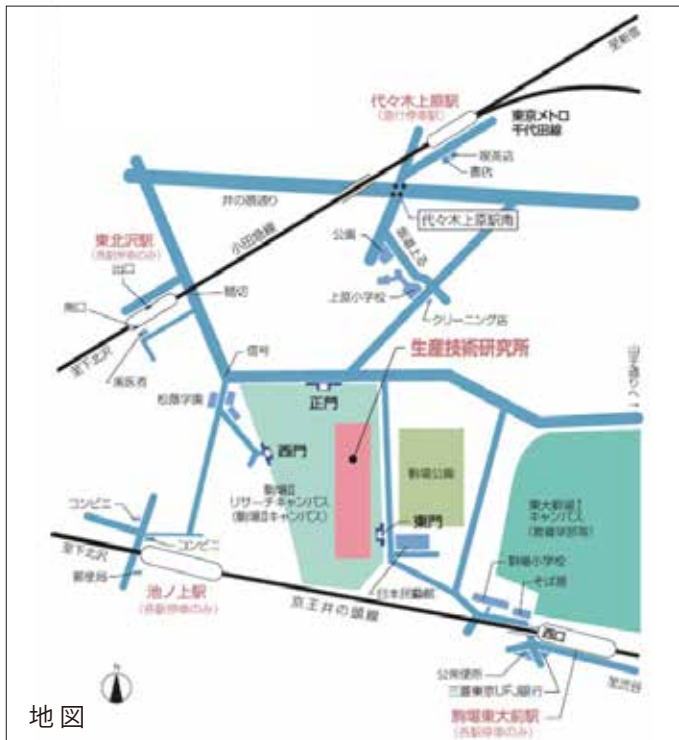 至新宿
代々木上原駅
(急行停車駅)
東京メトロ
千代田線
喫茶店
書店
井の頭通り
代々木上原駅南
小田急線
公園
坂道上る
東北沢駅
(各駅停車のみ)
出口
踏切
上原小学校
南口
クリーニング店
至下北沢
歯医者
信号
生産技術研究所
山手通りへ→
松蔭学園
正門
西門
駒場公園
駒場Ⅱ
リサーチキャンパス
(駒場Ⅱキャンパス)
東大駒場Ⅰ
キャンパス
コンビニ
東門
コンビニ
至下北沢
郵便局
駒場小学校
そば屋
池ノ上駅
(各駅停車のみ)
日本民藝館
京王井の頭線
西口
公衆便所
三菱東京UFJ銀行
至渋谷
駒場東大前駅
(各駅停車のみ)
N
地図